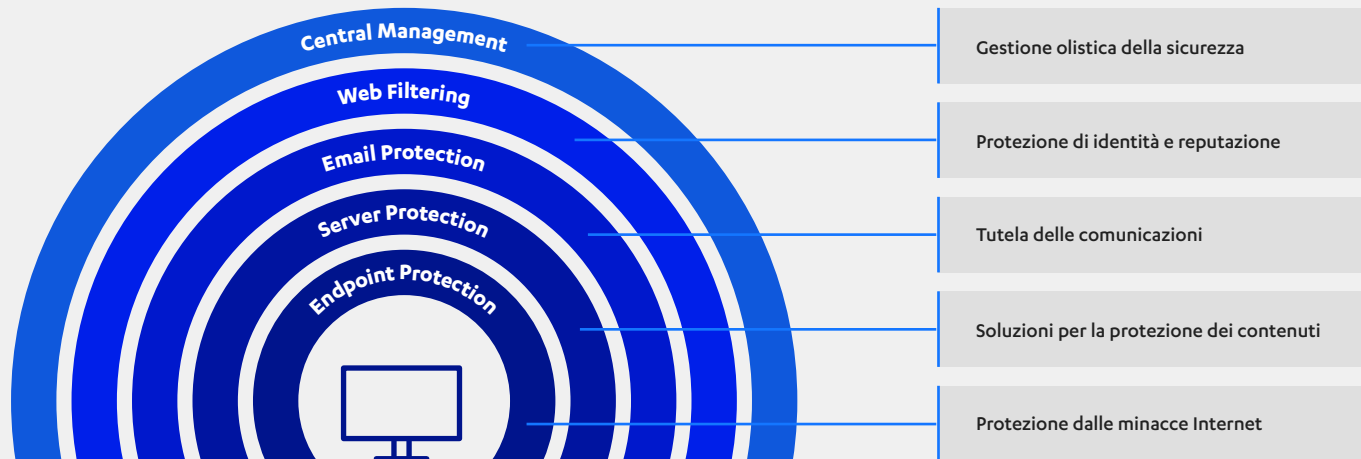 Central Management
Gestione olistica della sicurezza
Web Filtering
Protezione di identità e reputazione
Email Protection
Tutela delle comunicazioni
Server Protection
Soluzioni per la protezione dei contenuti
Endpoint Protection
Protezione dalle minacce Internet